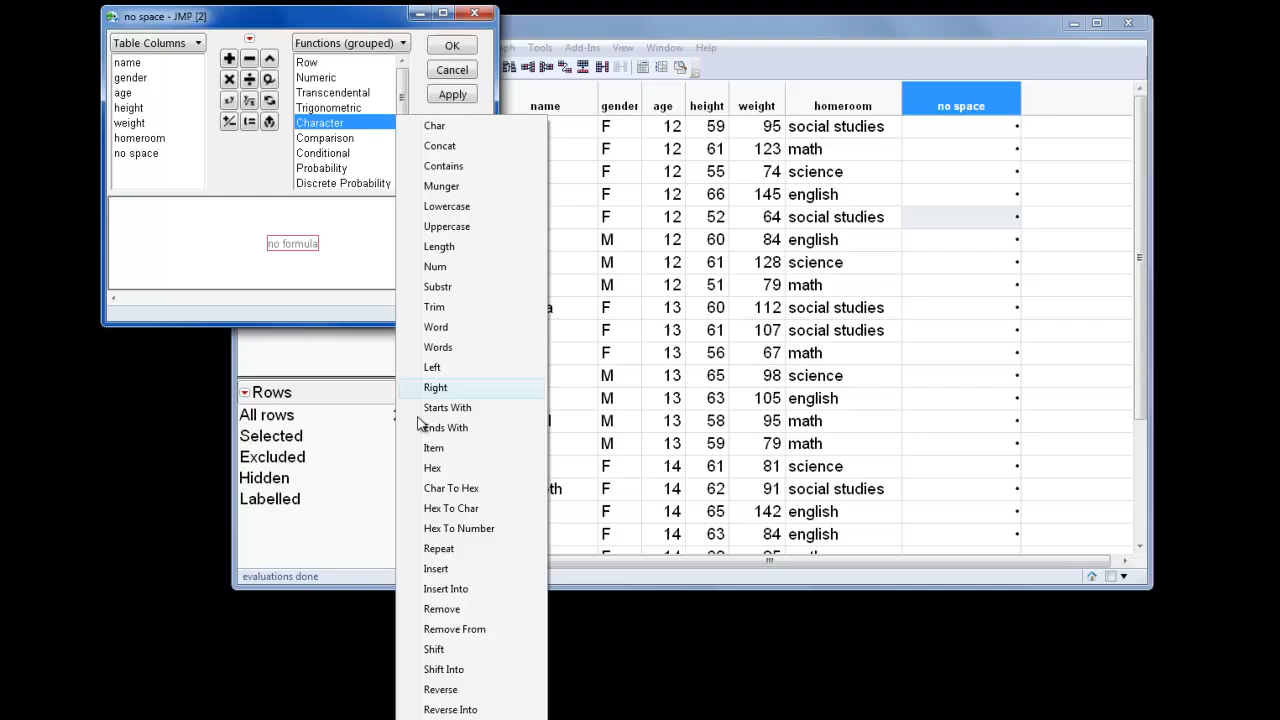 no space - JMP [2]
Table Columns
name
gender
age
height
weight
homeroom
no space
Functions (grouped)
Row
Numeric
Transcendental
Trigonometric
Character
Comparison
Conditional
Probability
Discrete Probability
OK
Cancel
Apply
no formula
Char
Concat
Contains
Munger
Lowercase
Uppercase
Length
Num
Substr
Trim
Word
Words
Left
Right
Starts With
Ends With
Item
Hex
Char To Hex
Hex To Char
Hex To Number
Repeat
Insert
Insert Into
Remove
Remove From
Shift
Shift Into
Reverse
Reverse Into
Tools Add-Ins View Window Help
name gender age height weight homeroom no space
F 12 59 95 social studies
F 12 61 123 math
F 12 55 74 science
F 12 66 145 english
F 12 52 64 social studies
M 12 60 84 english
M 12 61 128 science
M 12 51 79 math
a F 13 60 112 social studies
F 13 61 107 social studies
F 13 56 67 math
M 13 65 98 science
M 13 63 105 english
l M 13 58 95 math
M 13 59 79 math
F 14 61 81 science
th F 14 62 91 social studies
F 14 65 142 english
F 14 63 84 english
Rows
All rows
Selected
Excluded
Hidden
Labelled
evaluations done